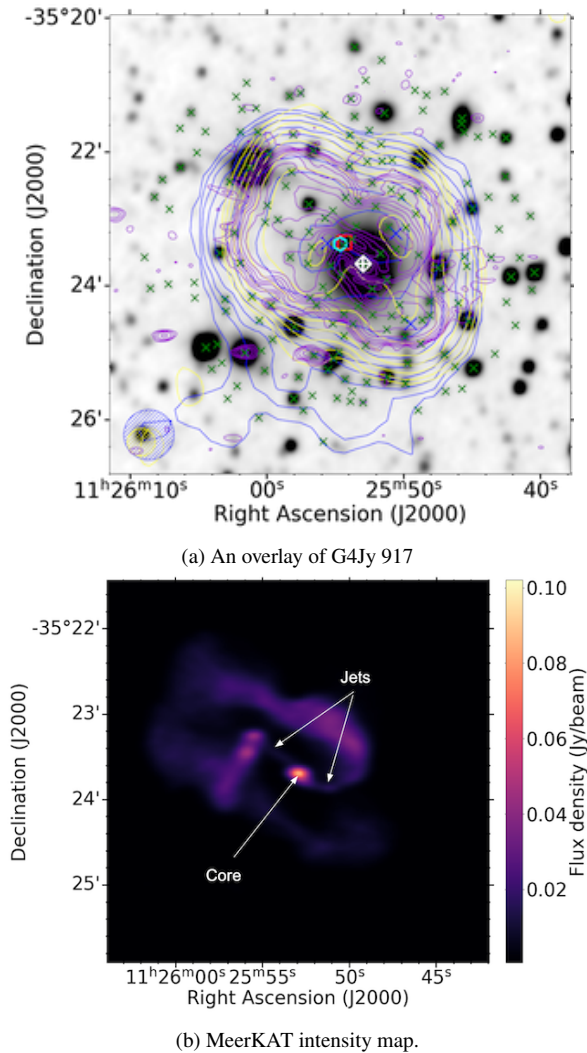 -35°20'
22'
24'
26'
Declination (J2000)
11ʰ26ᵐ10ˢ 00ˢ 25ᵐ50ˢ 40ˢ
Right Ascension (J2000)
(a) An overlay of G4Jy 917
-35°22'
23'
24'
25'
Declination (J2000)
Jets
Core
0.10
0.08
0.06
0.04
0.02
Flux density (Jy/beam)
11ʰ26ᵐ00ˢ 25ᵐ55ˢ 50ˢ 45ˢ
Right Ascension (J2000)
(b) MeerKAT intensity map.